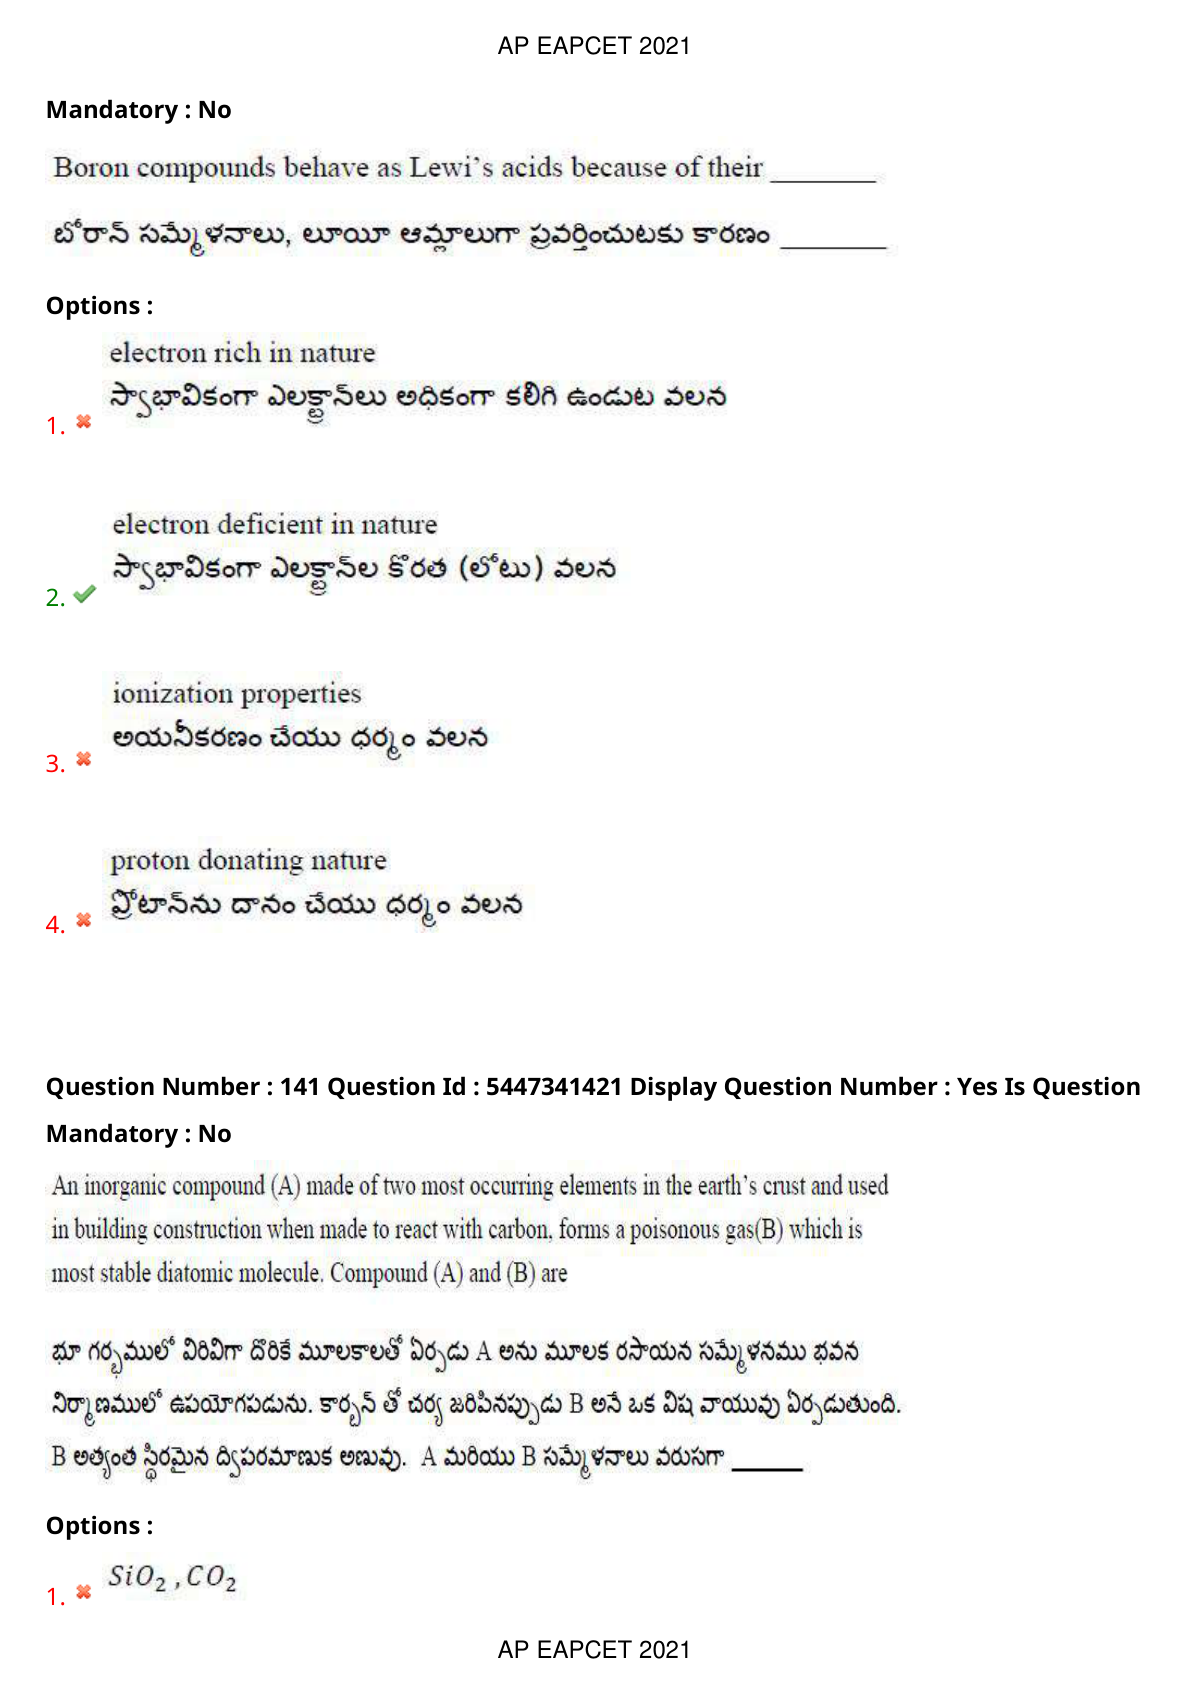 AP EAPCET 2021
Mandatory : No
Boron compounds behave as Lewi's acids because of their _______
బోరాన్ సమ్మేళనాలు, లూయీ ఆమ్లాలుగా ప్రవర్తించుటకు కారణం _______
Options :
electron rich in nature
స్వాభావికంగా ఎలక్ట్రాన్‌లు అధికంగా కలిగి ఉండుట వలన
1.
electron deficient in nature
స్వాభావికంగా ఎలక్ట్రాన్‌ల కొరత (లోటు) వలన
2.
ionization properties
అయనీకరణం చేయు ధర్మం వలన
3.
proton donating nature
ప్రోటాన్‌ను దానం చేయు ధర్మం వలన
4.
Question Number : 141 Question Id : 5447341421 Display Question Number : Yes Is Question
Mandatory : No
An inorganic compound (A) made of two most occurring elements in the earth's crust and used
in building construction when made to react with carbon, forms a poisonous gas(B) which is
most stable diatomic molecule. Compound (A) and (B) are
భూ గర్భములో విరివిగా దొరికే మూలకాలతో ఏర్పడు A అను మూలక రసాయన సమ్మేళనము భవన
నిర్మాణములో ఉపయోగపడును. కార్బన్ తో చర్య జరిపినప్పుడు B అనే ఒక విష వాయువు ఏర్పడుతుంది.
B అత్యంత స్థిరమైన ద్విపరమాణుక అణువు. A మరియు B సమ్మేళనాలు వరుసగా _____
Options :
1. SiO₂ , CO₂
AP EAPCET 2021